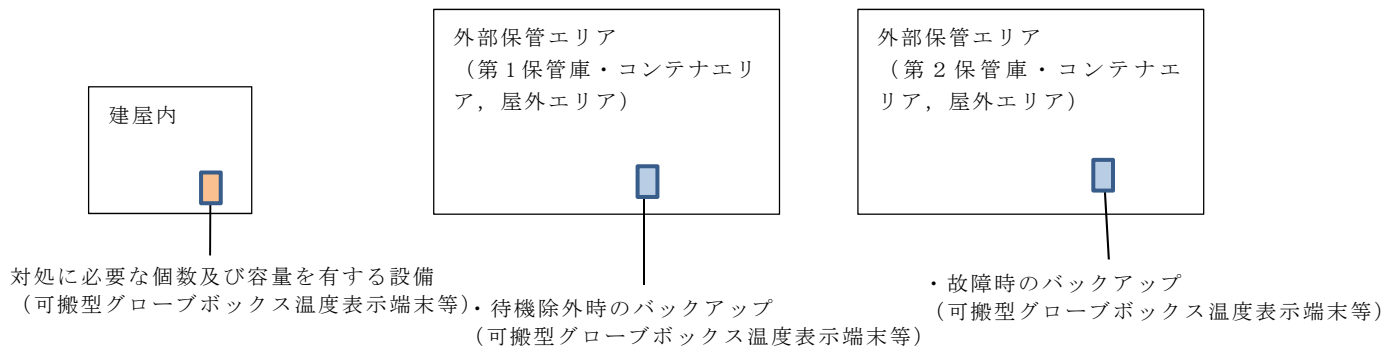 建屋内
外部保管エリア
（第１保管庫・コンテナエリ
ア，屋外エリア）
外部保管エリア
（第２保管庫・コンテナエ
リア，屋外エリア）
対処に必要な個数及び容量を有する設備
（可搬型グローブボックス温度表示端末等）
・待機除外時のバックアップ
（可搬型グローブボックス温度表示端末等）
・故障時のバックアップ
（可搬型グローブボックス温度表示端末等）